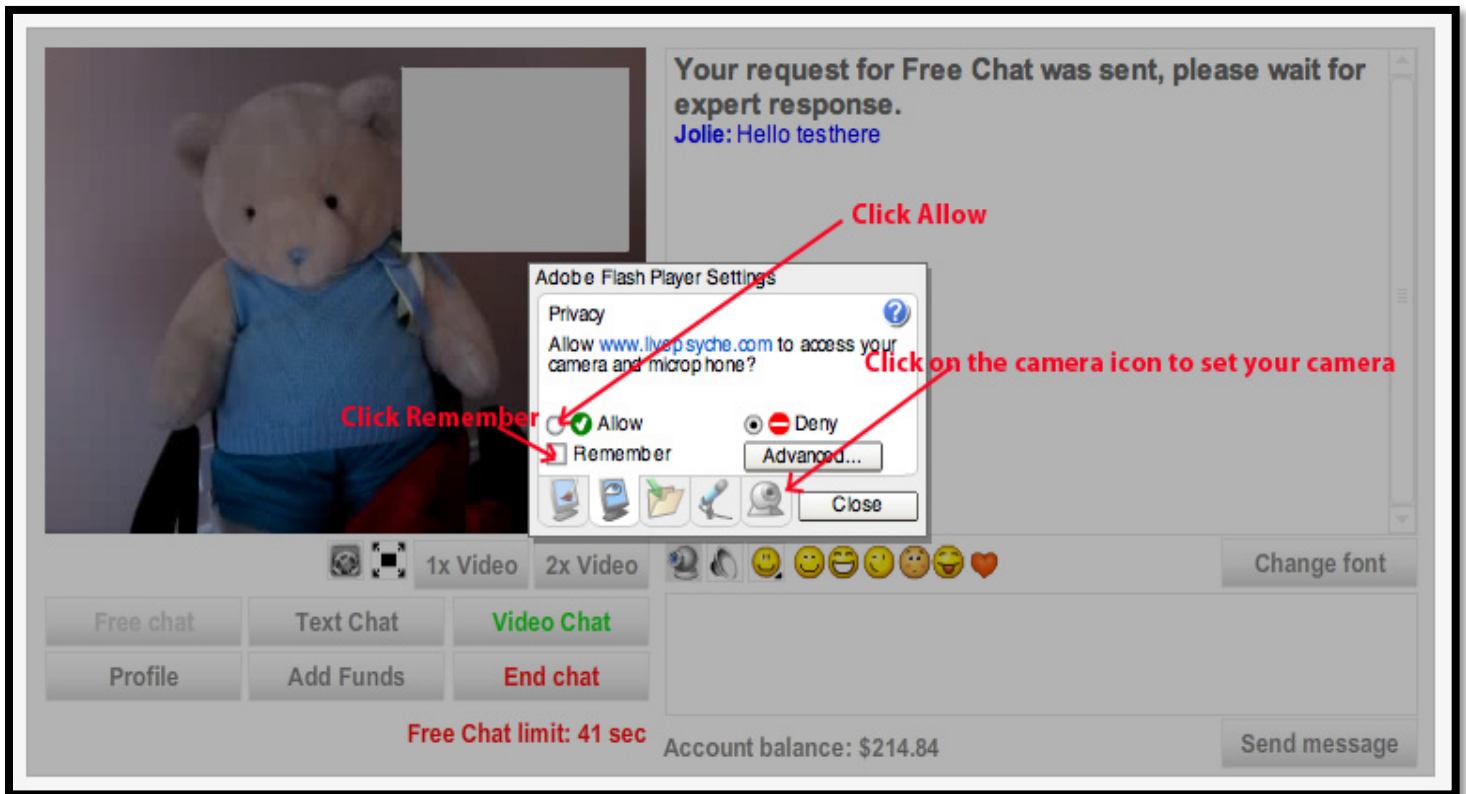 Your request for Free Chat was sent, please wait for
expert response.
Jolie: Hello testhere
Click Allow
Adobe Flash Player Settings
Privacy
Allow www.livepsyche.com to access your
camera and microphone?
Click on the camera icon to set your camera
Click Remember
Allow
Deny
Remember
Advanced...
Close
1x Video
2x Video
Change font
Free chat
Text Chat
Video Chat
Profile
Add Funds
End chat
Free Chat limit: 41 sec
Account balance: $214.84
Send message